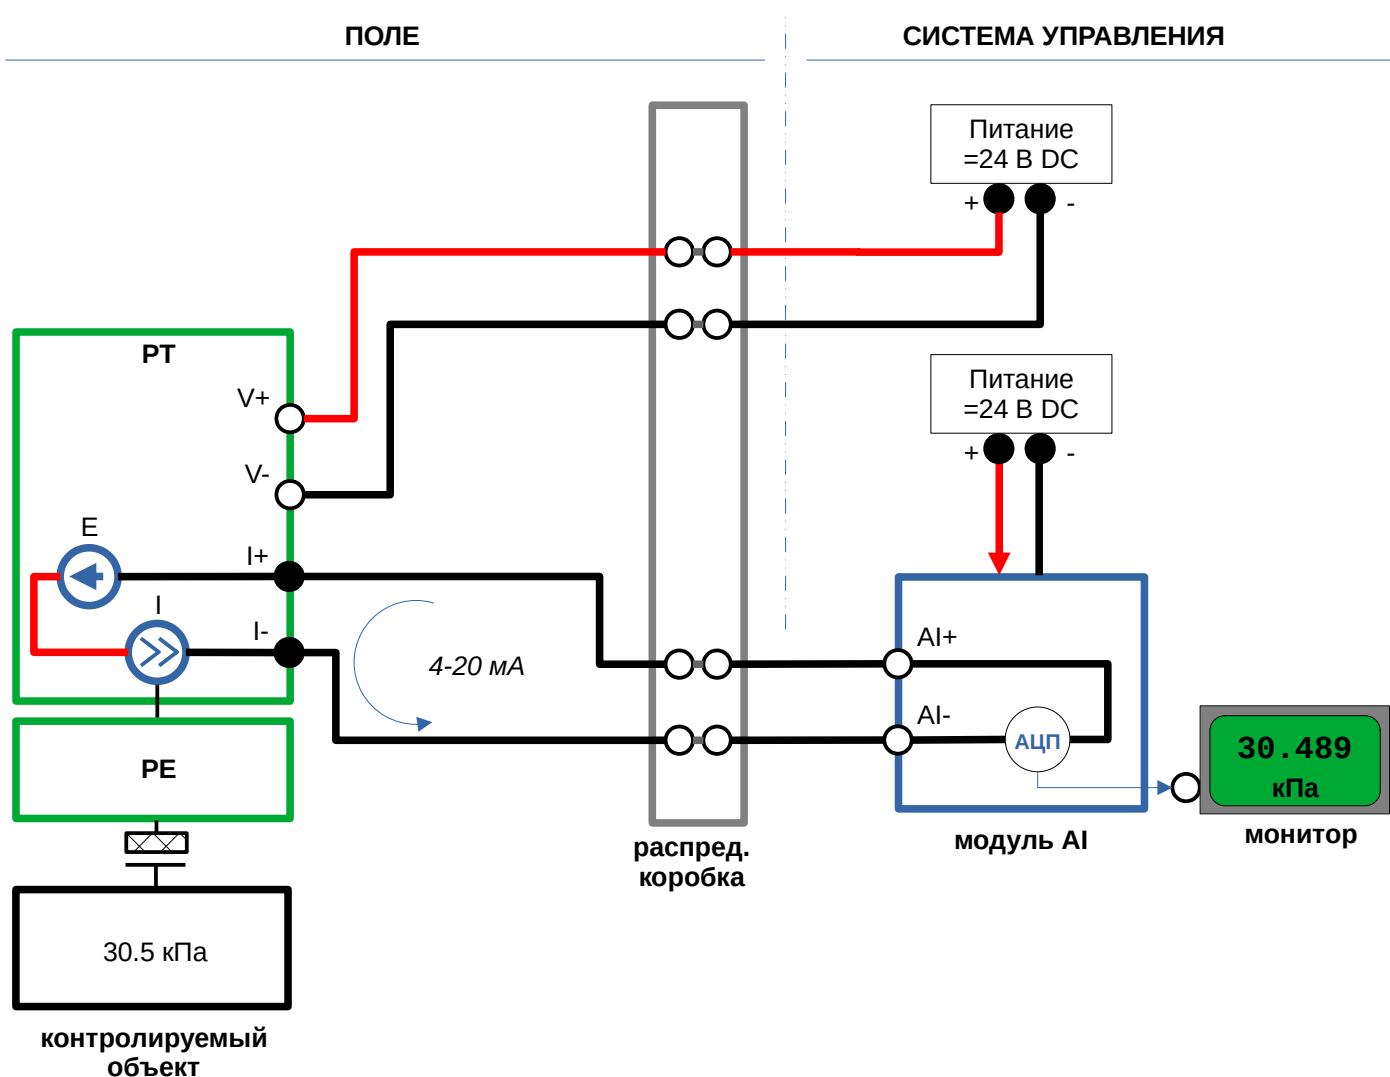 ПОЛЕ
СИСТЕМА УПРАВЛЕНИЯ
Питание
=24 В DC
+
-
PT
V+
V-
Питание
=24 В DC
+
-
E
I+
I
I-
4-20 мА
AI+
AI-
АЦП
30.489
кПа
PE
модуль AI
монитор
распред.
коробка
30.5 кПа
контролируемый
объект